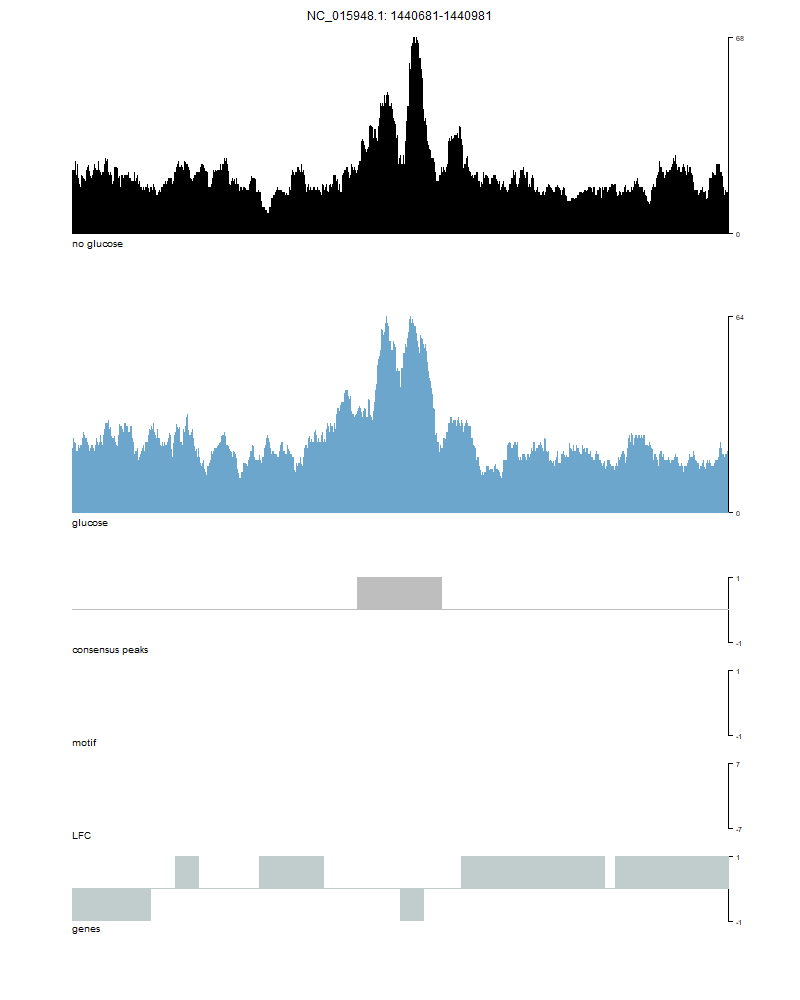 NC_015948.1: 1440681-1440981
68
0
no glucose
64
0
glucose
1
-1
consensus peaks
1
-1
motif
7
-7
LFC
1
-1
genes